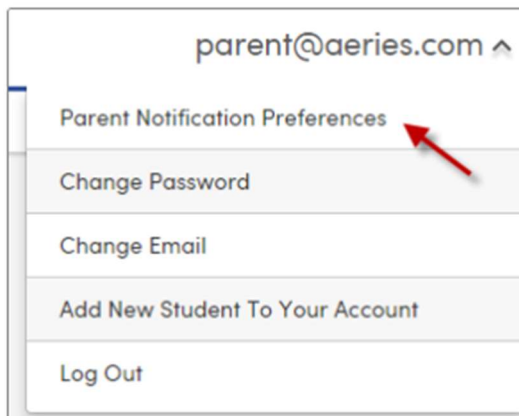 parent@aeries.com
Parent Notification Preferences
Change Password
Change Email
Add New Student To Your Account
Log Out